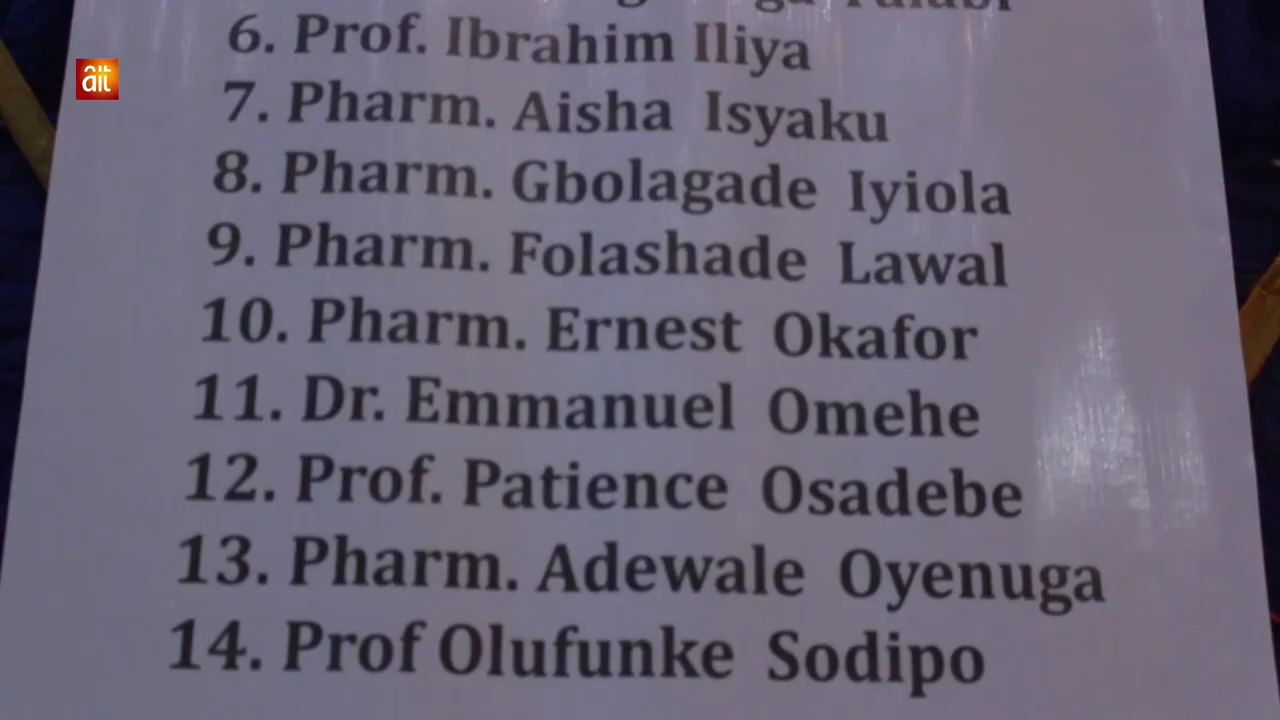 6. Prof. Ibrahim Iliya
ait
7. Pharm. Aisha Isyaku
8. Pharm. Gbolagade Iyiola
9. Pharm. Folashade Lawal
10. Pharm. Ernest Okafor
11. Dr. Emmanuel Omehe
12. Prof. Patience Osadebe
13. Pharm. Adewale Oyenuga
14. Prof Olufunke Sodipo